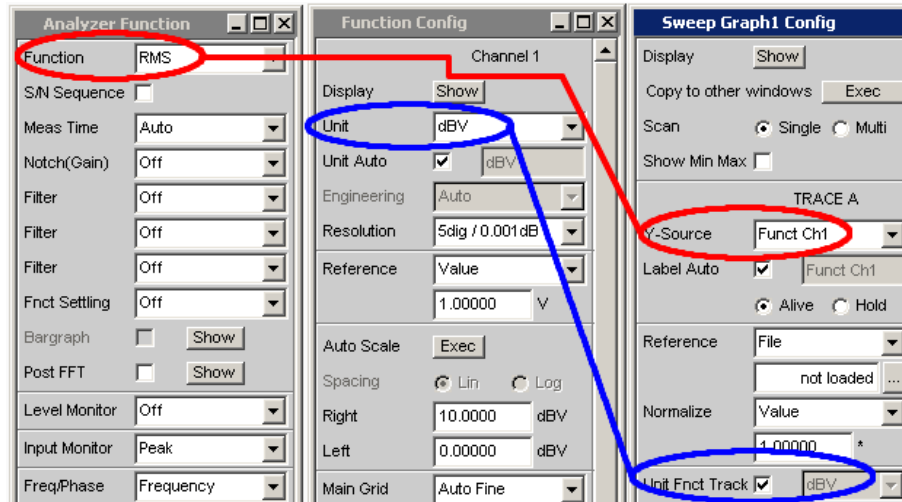 Analyzer Function
Function RMS
S/N Sequence
Meas Time Auto
Notch(Gain) Off
Filter Off
Filter Off
Filter Off
Fnct Settling Off
Bargraph Show
Post FFT Show
Level Monitor Off
Input Monitor Peak
Freq/Phase Frequency
Function Config
Channel 1
Display Show
Unit dBV
Unit Auto dBV
Engineering Auto
Resolution 5dig / 0.001dB
Reference Value
1.00000 V
Auto Scale Exec
Spacing Lin Log
Right 10.0000 dBV
Left 0.00000 dBV
Main Grid Auto Fine
Sweep Graph1 Config
Display Show
Copy to other windows Exec
Scan Single Multi
Show Min Max
TRACE A
Y-Source Funct Ch1
Label Auto Funct Ch1
Alive Hold
Reference File
not loaded ...
Normalize Value
1.00000 *
Unit Fnct Track dBV